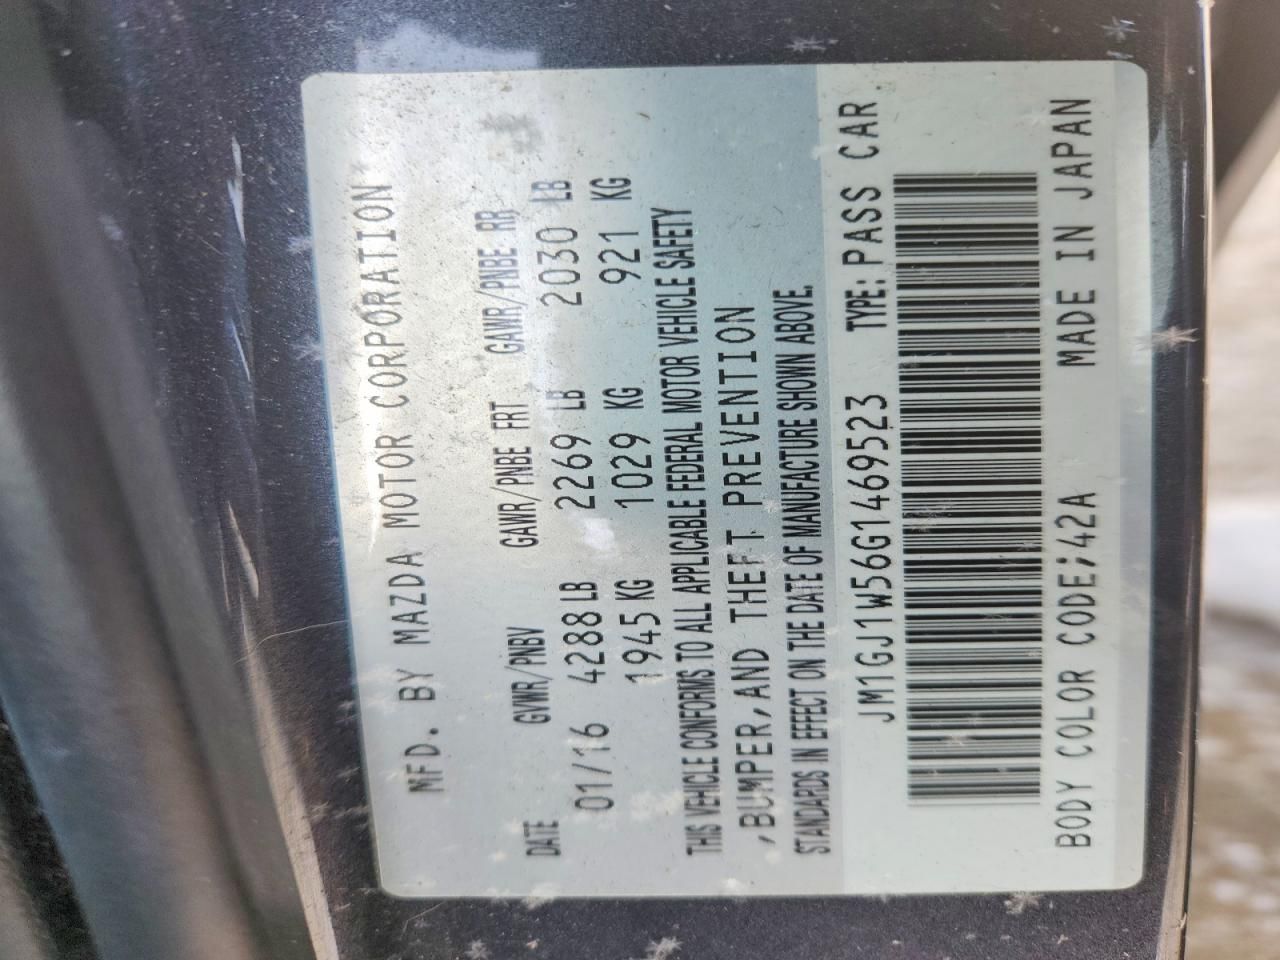 MFD. BY MAZDA MOTOR CORPORATION
DATE GVWR/PNBV GAWR/PNBE FRT GAWR/PNBE RR
01/16 4288 LB 2269 LB 2030 LB
1945 KG 1029 KG 921 KG
THIS VEHICLE CONFORMS TO ALL APPLICABLE FEDERAL MOTOR VEHICLE SAFETY
,BUMPER,AND THEFT PREVENTION
STANDARDS IN EFFECT ON THE DATE OF MANUFACTURE SHOWN ABOVE.
JM1GJ1W56G1469523 TYPE: PASS CAR
BODY COLOR CODE;42A MADE IN JAPAN